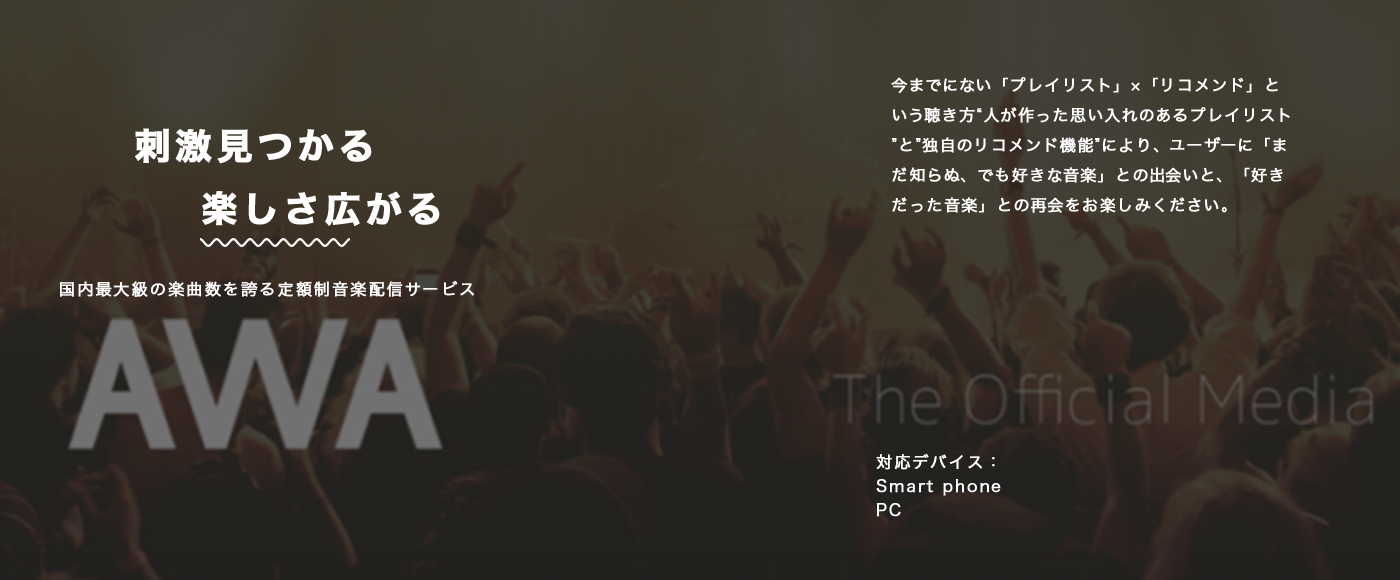 刺激見つかる
楽しさ広がる
国内最大級の楽曲数を誇る定額制音楽配信サービス
AWA
今までにない「プレイリスト」×「リコメンド」と
いう聴き方“人が作った思い入れのあるプレイリスト
”と”独自のリコメンド機能”により、ユーザーに「ま
だ知らぬ、でも好きな音楽」との出会いと、「好き
だった音楽」との再会をお楽しみください。
The Official Media
対応デバイス：
Smart phone
PC